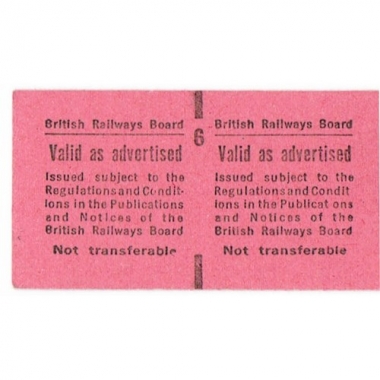 British Railways Board
Valid as advertised
Issued subject to the
Regulations and Condit-
ions in the Publications
and Notices of the
British Railways Board
Not transferable
6
British Railways Board
Valid as advertised
Issued subject to the
Regulations and Condit
ions in the Publications
and Notices of the
British Railways Board
Not transferable